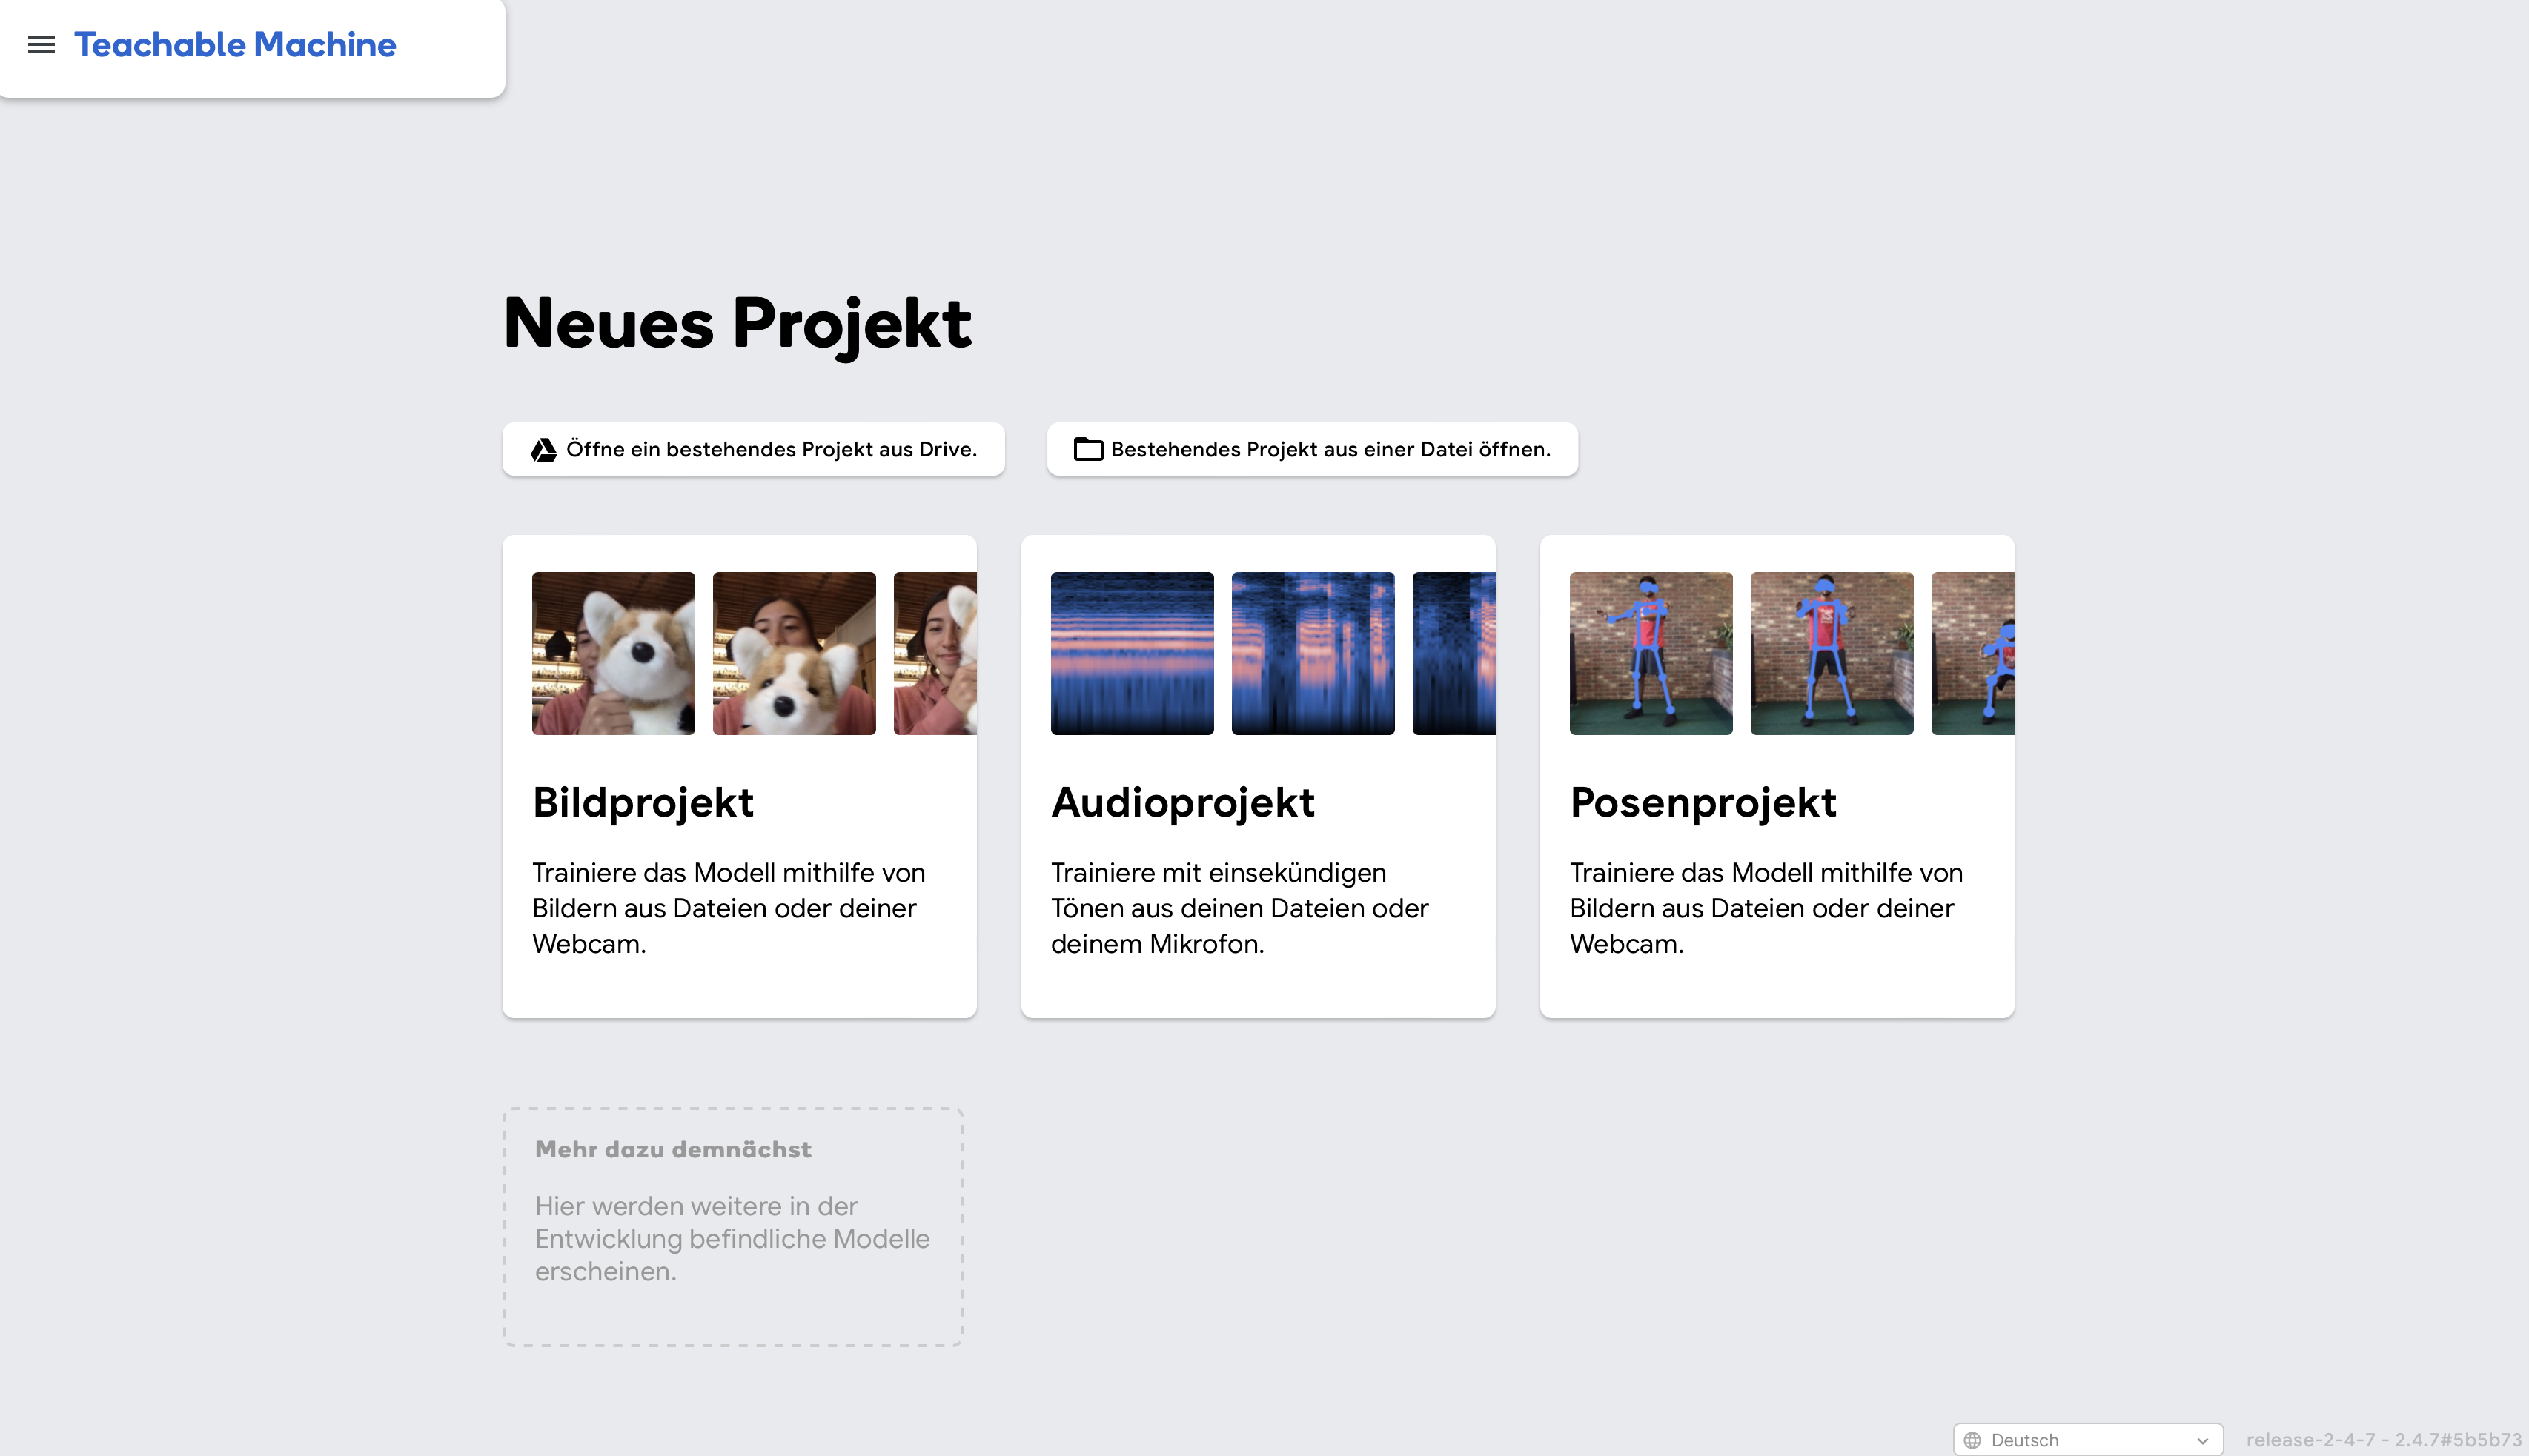 Teachable Machine
Neues Projekt
Öffne ein bestehendes Projekt aus Drive.
Bestehendes Projekt aus einer Datei öffnen.
Bildprojekt
Trainiere das Modell mithilfe von
Bildern aus Dateien oder deiner
Webcam.
Audioprojekt
Trainiere mit einsekündigen
Tönen aus deinen Dateien oder
deinem Mikrofon.
Posenprojekt
Trainiere das Modell mithilfe von
Bildern aus Dateien oder deiner
Webcam.
Mehr dazu demnächst
Hier werden weitere in der
Entwicklung befindliche Modelle
erscheinen.
Deutsch
release-2-4-7 - 2.4.7#5b5b73